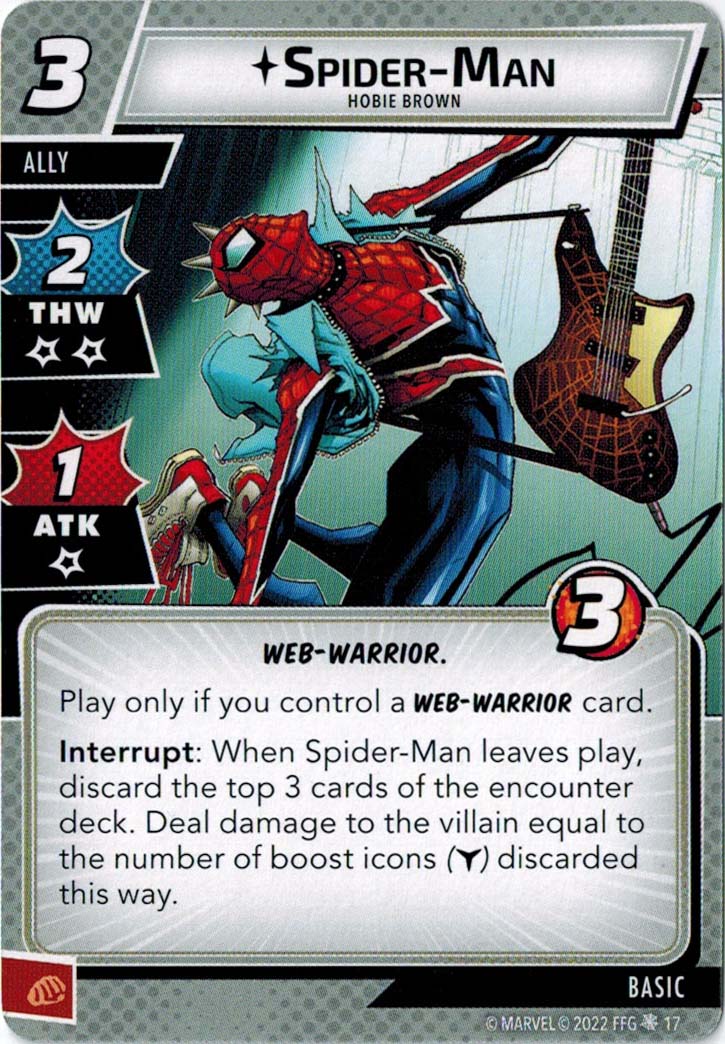 3
SPIDER-MAN
HOBIE BROWN
ALLY
2
THW
1
ATK
3
WEB-WARRIOR.
Play only if you control a WEB-WARRIOR card.
Interrupt: When Spider-Man leaves play,
discard the top 3 cards of the encounter
deck. Deal damage to the villain equal to
the number of boost icons () discarded
this way.
BASIC
© MARVEL © 2022 FFG 17